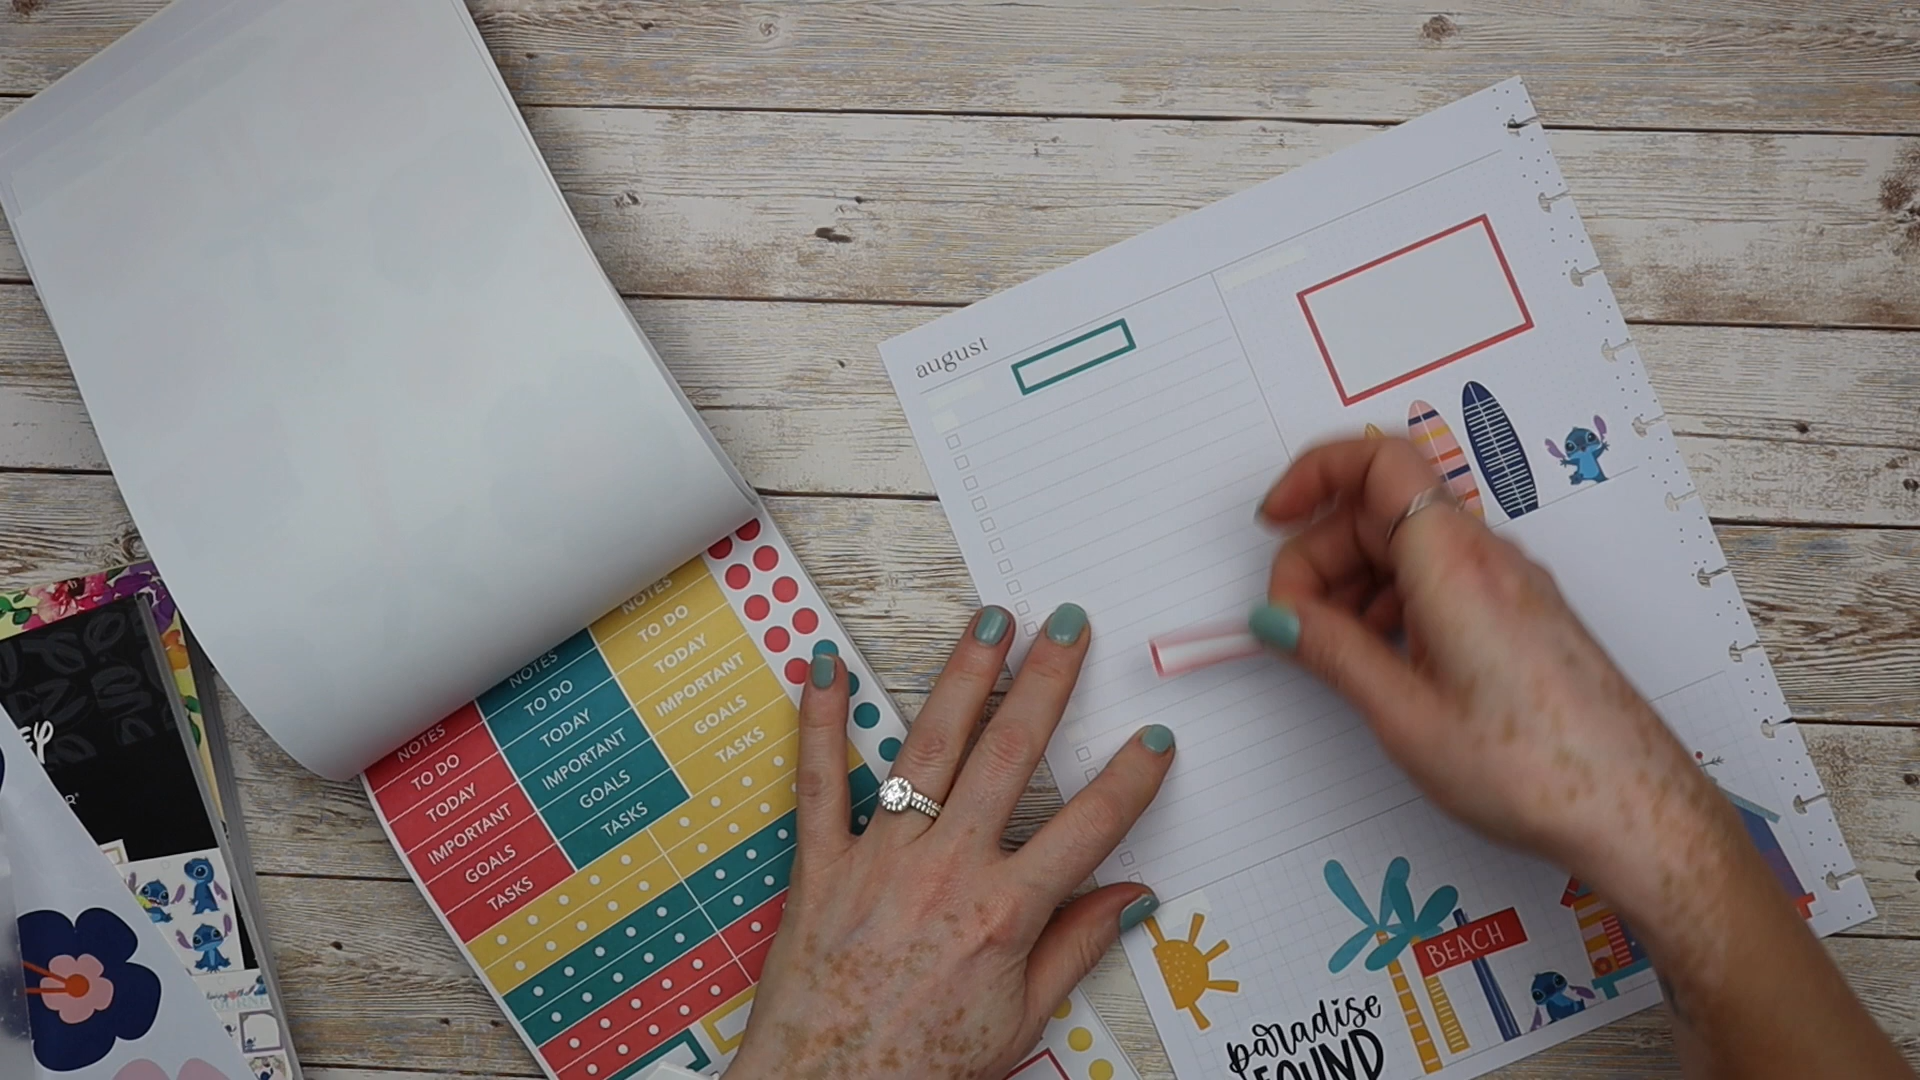 august
NOTES
TO DO
TODAY
IMPORTANT
GOALS
TASKS
NOTES
TO DO
TODAY
IMPORTANT
GOALS
TASKS
NOTES
TO DO
TODAY
IMPORTANT
GOALS
TASKS
BEACH
paradise
FOUND